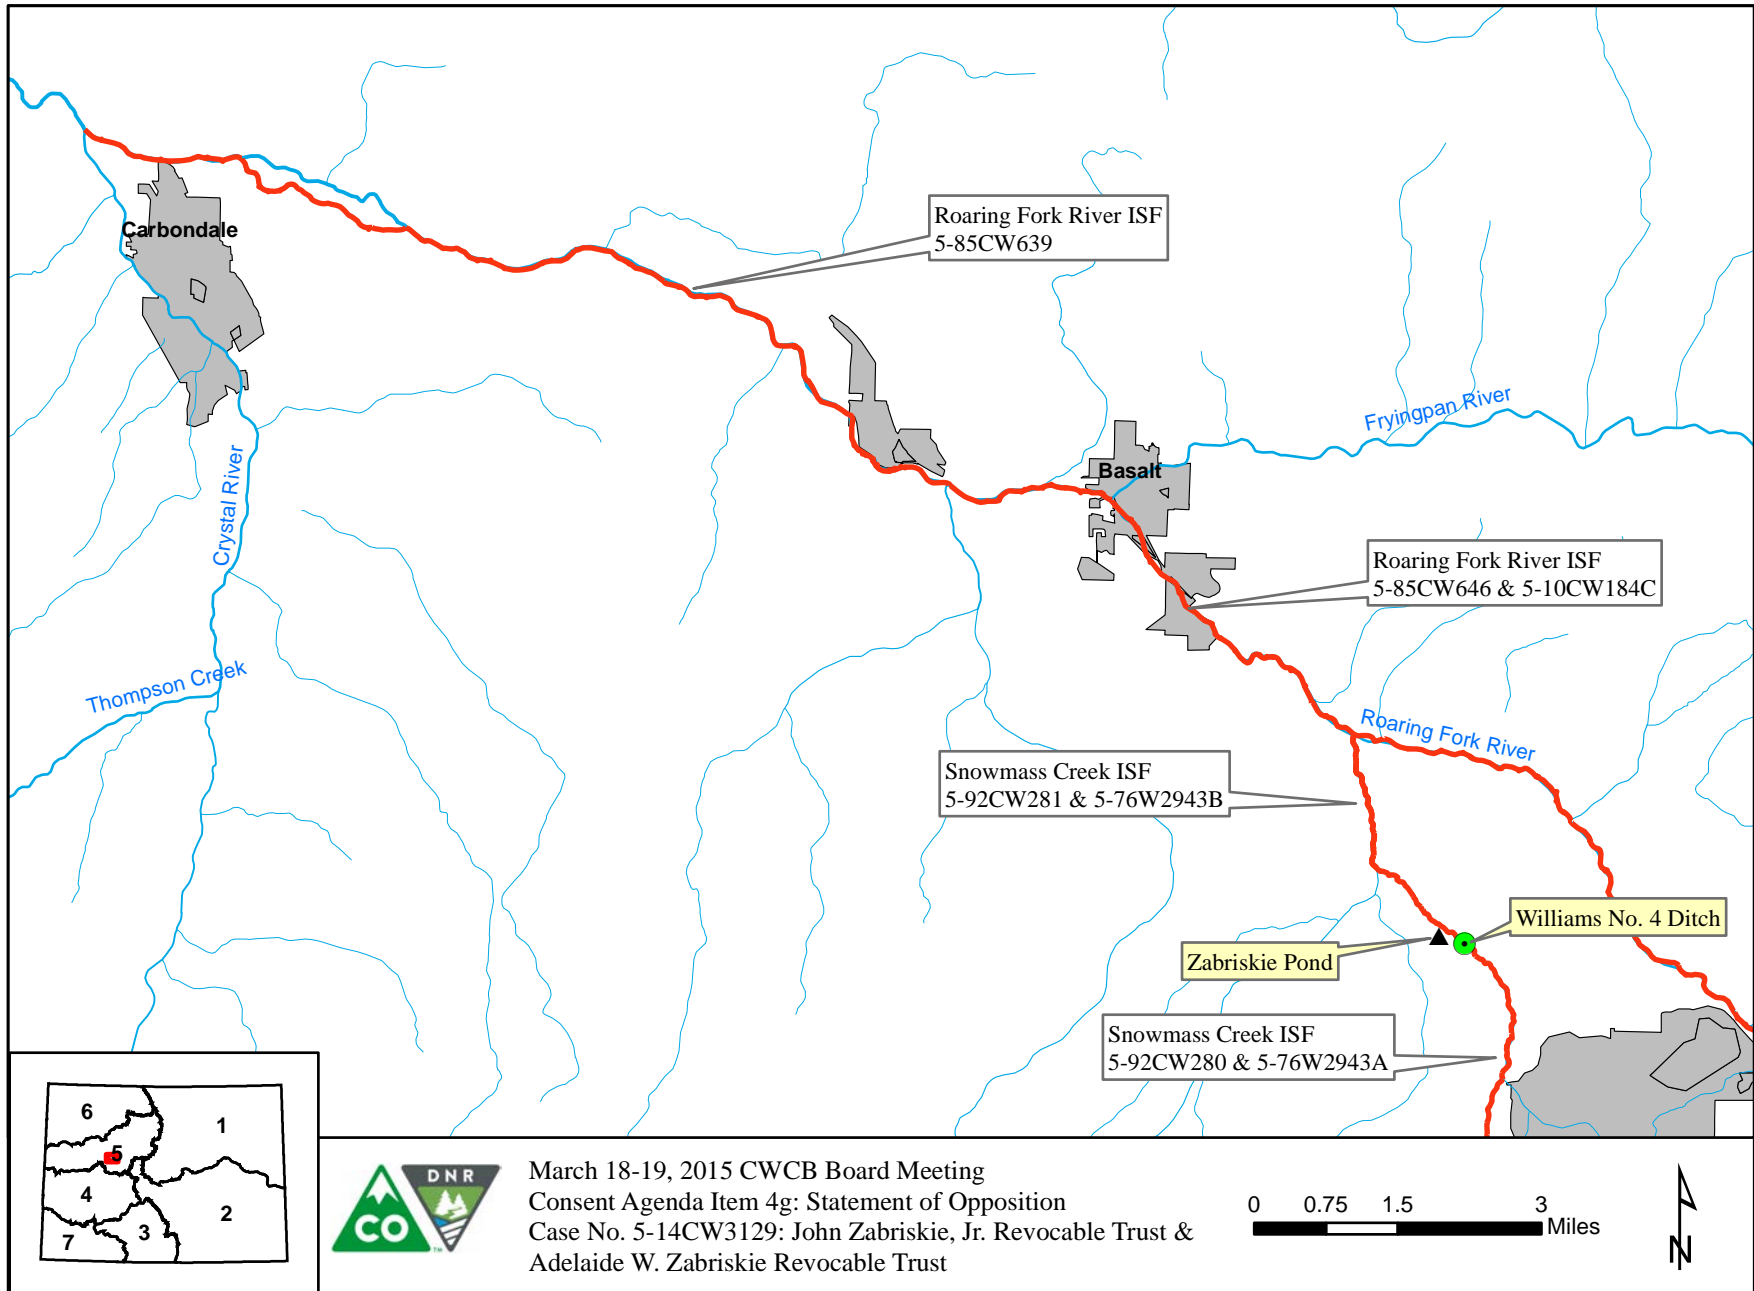 Carbondale
Roaring Fork River ISF
5-85CW639
Fryingpan River
Basalt
Crystal River
Roaring Fork River ISF
5-85CW646 & 5-10CW184C
Thompson Creek
Roaring Fork River
Snowmass Creek ISF
5-92CW281 & 5-76W2943B
Williams No. 4 Ditch
Zabriskie Pond
Snowmass Creek ISF
5-92CW280 & 5-76W2943A
6
1
5
4
2
3
7
CO
TM
DNR
March 18-19, 2015 CWCB Board Meeting
Consent Agenda Item 4g: Statement of Opposition
Case No. 5-14CW3129: John Zabriskie, Jr. Revocable Trust &
Adelaide W. Zabriskie Revocable Trust
0 0.75 1.5 3
Miles
N